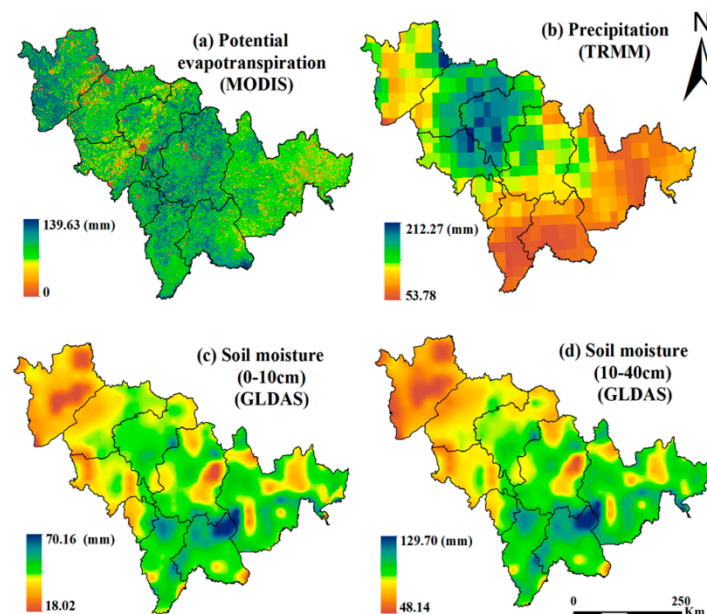 (a) Potential
evapotranspiration
(MODIS)
139.63 (mm)
0
(b) Precipitation
(TRMM)
N
212.27 (mm)
53.78
(c) Soil moisture
(0-10cm)
(GLDAS)
70.16 (mm)
18.02
(d) Soil moisture
(10-40cm)
(GLDAS)
129.70 (mm)
48.14
0 250
Km